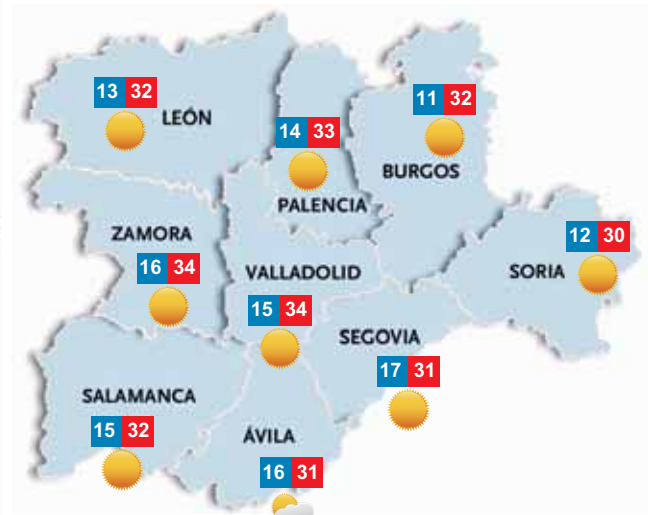 13 32
LEÓN
11 32
14 33
BURGOS
PALENCIA
ZAMORA
16 34
12 30
SORIA
VALLADOLID
15 34
SEGOVIA
17 31
SALAMANCA
15 32
ÁVILA
16 31